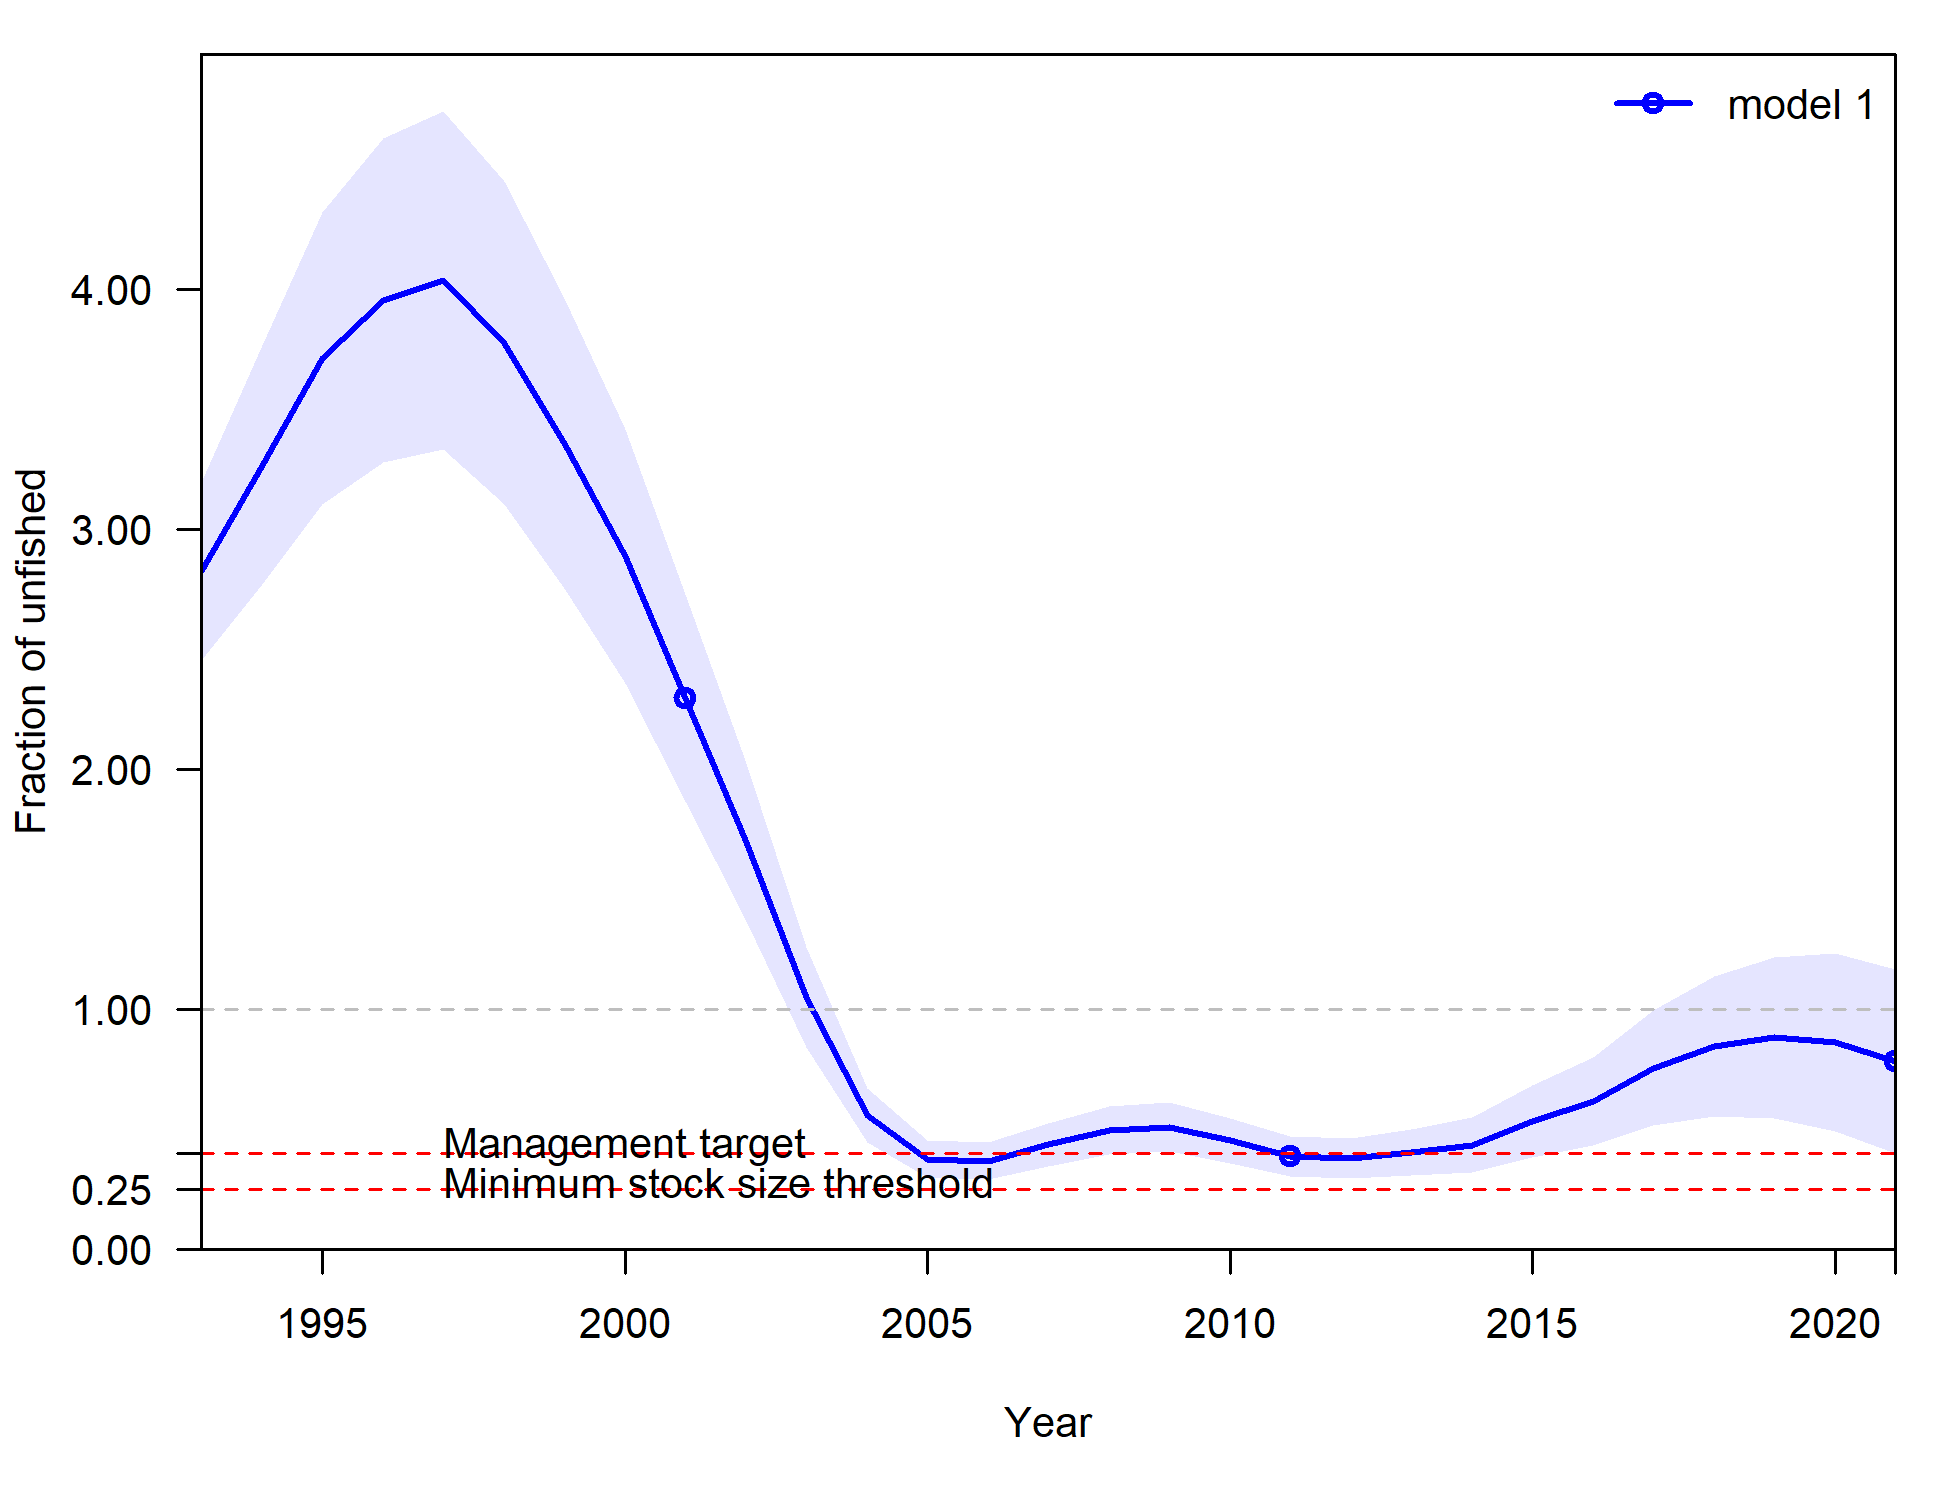 model 1
Fraction of unfished
4.00
3.00
2.00
1.00
0.25
0.00
Management target
Minimum stock size threshold
1995 2000 2005 2010 2015 2020
Year